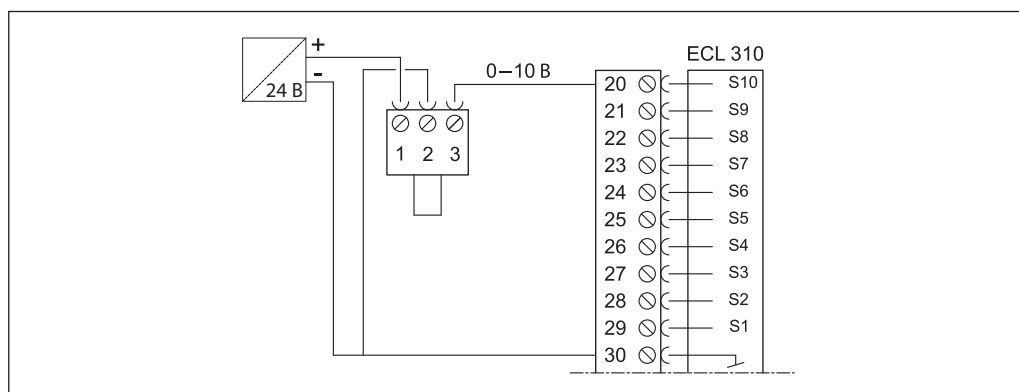 +
-
24 В
0–10 В
ECL 310
1 2 3
20 S10
21 S9
22 S8
23 S7
24 S6
25 S5
26 S4
27 S3
28 S2
29 S1
30